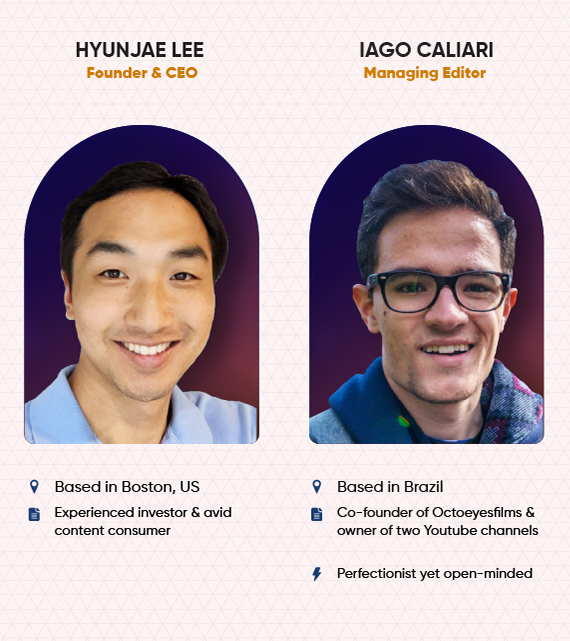 HYUNJAE LEE
Founder & CEO
Based in Boston, US
Experienced investor & avid
content consumer
IAGO CALIARI
Managing Editor
Based in Brazil
Co-founder of Octoeyesfilms &
owner of two Youtube channels
Perfectionist yet open-minded